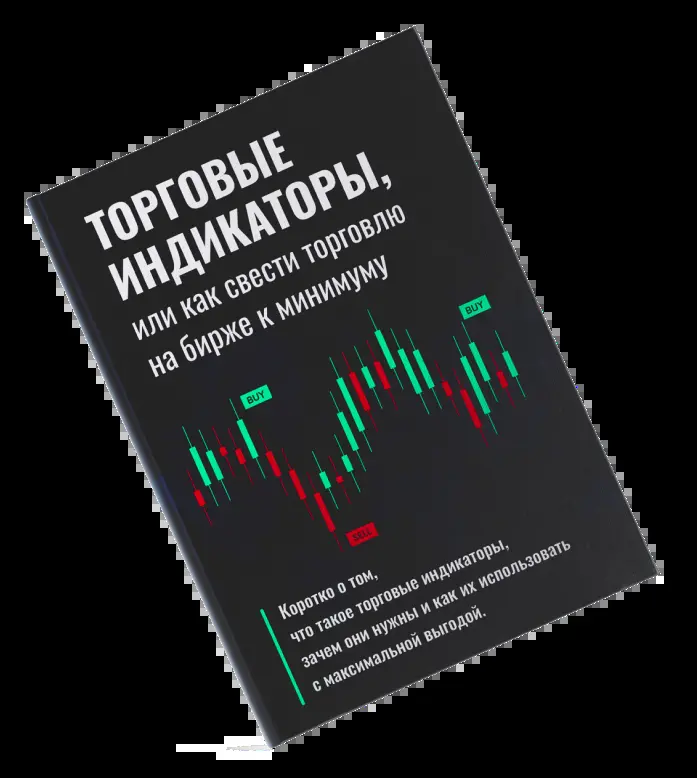 ТОРГОВЫЕ
ИНДИКАТОРЫ,
или как свести торговлю
на бирже к минимуму
BUY
BUY
SELL
Коротко о том,
что такое торговые индикаторы,
зачем они нужны и как их использовать
с максимальной выгодой.